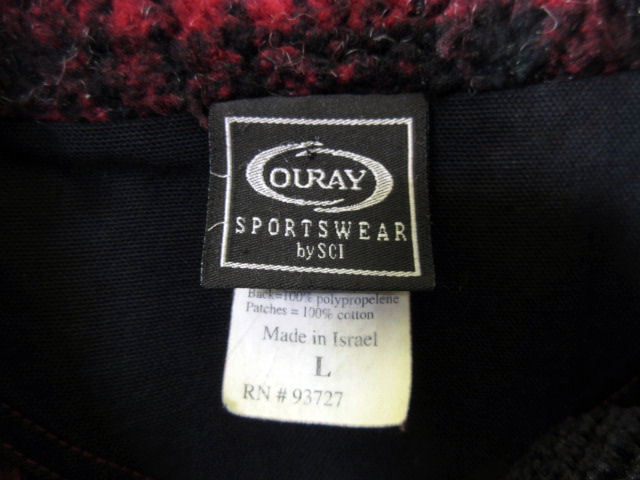 OURAY
SPORTSWEAR
by SCI
Back=100% polypropelene
Patches = 100% cotton
Made in Israel
L
RN # 93727